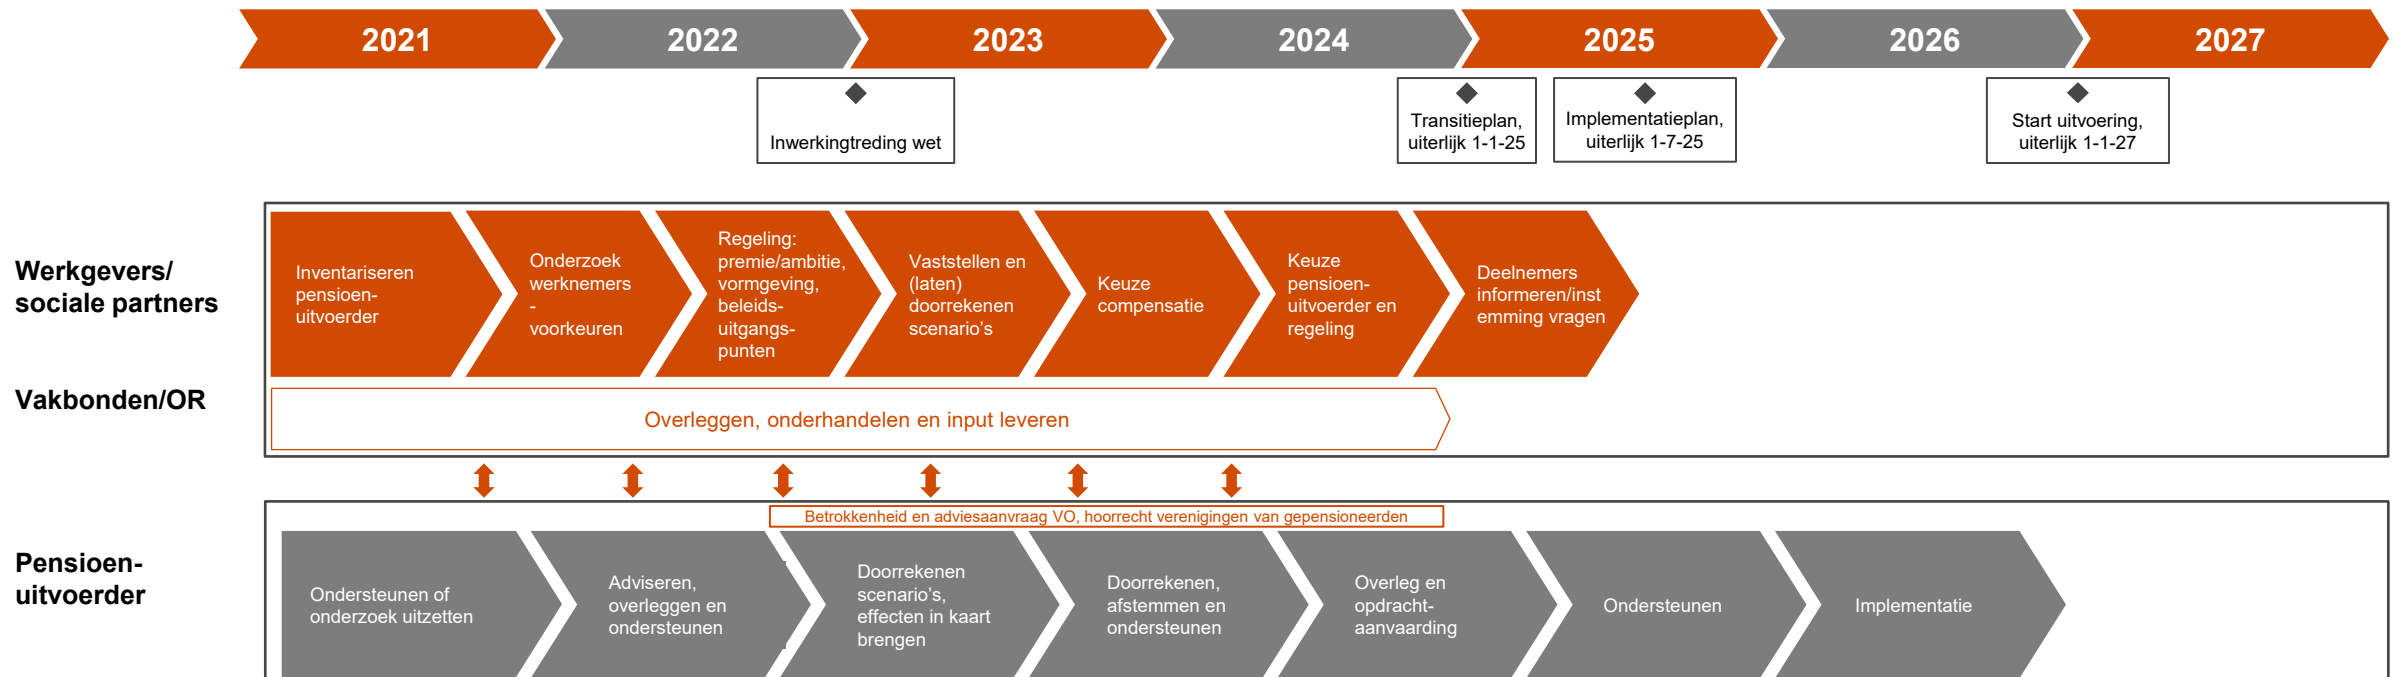 2021
2022
2023
2024
2025
2026
2027
Inwerkingtreding wet
Transitieplan,
uiterlijk 1-1-25
Implementatieplan,
uiterlijk 1-7-25
Start uitvoering,
uiterlijk 1-1-27
Werkgevers/
sociale partners
Inventariseren
pensioen-
uitvoerder
Onderzoek
werknemers
-
voorkeuren
Regeling:
premie/ambitie,
vormgeving,
beleids-
uitgangs-
punten
Vaststellen en
(laten)
doorrekenen
scenario's
Keuze
compensatie
Keuze
pensioen-
uitvoerder en
regeling
Deelnemers
informeren/inst
emming vragen
Vakbonden/OR
Overleggen, onderhandelen en input leveren
Betrokkenheid en adviesaanvraag VO, hoorrecht verenigingen van gepensioneerden
Pensioen-
uitvoerder
Ondersteunen of
onderzoek uitzetten
Adviseren,
overleggen en
ondersteunen
Doorrekenen
scenario's,
effecten in kaart
brengen
Doorrekenen,
afstemmen en
ondersteunen
Overleg en
opdracht-
aanvaarding
Ondersteunen
Implementatie